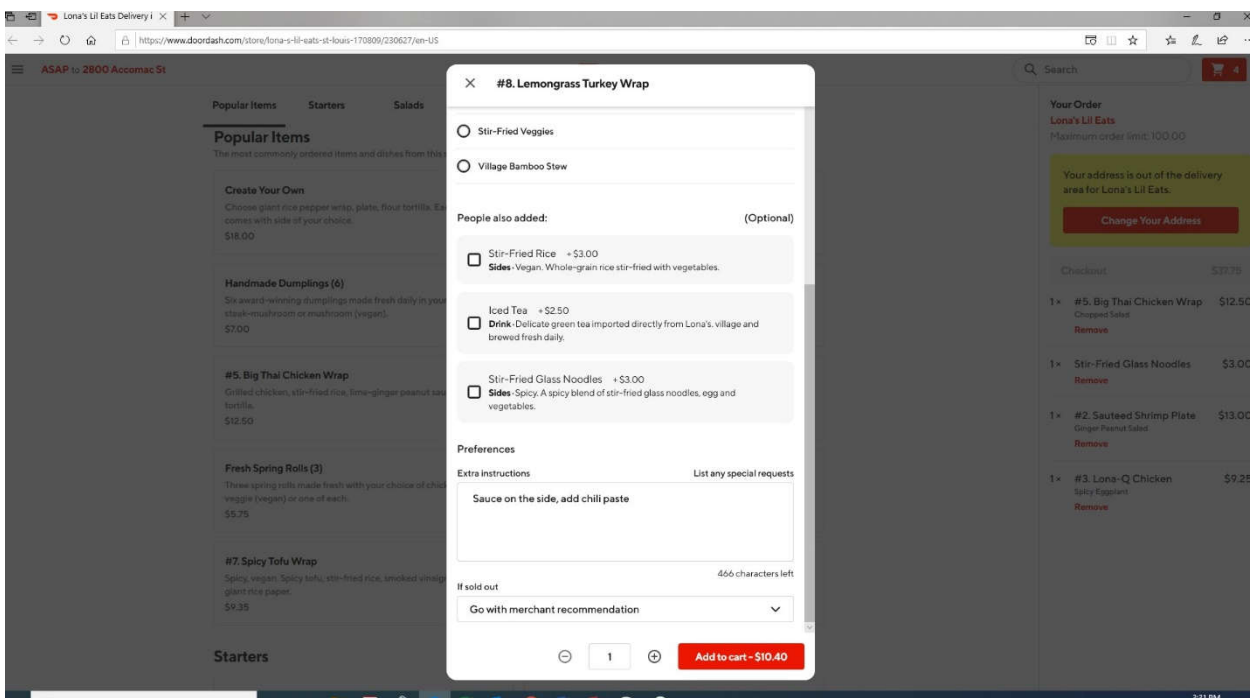 Lona's Lil Eats Delivery i
https://www.doordash.com/store/lona-s-lil-eats-st-louis-170809/230627/en-US
ASAP to 2800 Accomac St
Search
4
Popular Items Starters Salads
Popular Items
The most commonly ordered items and dishes from this
Create Your Own
Choose giant rice pepper wrap, plate, flour tortilla. Ea
comes with side of your choice.
$18.00
Handmade Dumplings (6)
Six award-winning dumplings made fresh daily in your
steak-mushroom or mushroom (vegan).
$7.00
#5. Big Thai Chicken Wrap
Grilled chicken, stir-fried rice, lime-ginger peanut sau
tortilla.
$12.50
Fresh Spring Rolls (3)
Three spring rolls made fresh with your choice of chick
veggie (vegan) or one of each.
$5.75
#7. Spicy Tofu Wrap
Spicy, vegan. Spicy tofu, stir-fried rice, smoked vinaigr
giant rice paper.
$9.35
Starters
#8. Lemongrass Turkey Wrap
Stir-Fried Veggies
Village Bamboo Stew
People also added: (Optional)
Stir-Fried Rice + $3.00
Sides • Vegan. Whole-grain rice stir-fried with vegetables.
Iced Tea + $2.50
Drink • Delicate green tea imported directly from Lona's. village and
brewed fresh daily.
Stir-Fried Glass Noodles + $3.00
Sides • Spicy. A spicy blend of stir-fried glass noodles, egg and
vegetables.
Preferences
Extra instructions List any special requests
Sauce on the side, add chili paste
466 characters left
If sold out
Go with merchant recommendation
1
Add to cart - $10.40
Your Order
Lona's Lil Eats
Maximum order limit: 100.00
Your address is out of the delivery
area for Lona's Lil Eats.
Change Your Address
Checkout $37.75
1 × #5. Big Thai Chicken Wrap $12.50
Chopped Salad
Remove
1 × Stir-Fried Glass Noodles $3.00
Remove
1 × #2. Sauteed Shrimp Plate $13.00
Ginger Peanut Salad
Remove
1 × #3. Lona-Q Chicken $9.25
Spicy Eggplant
Remove
3:31 PM